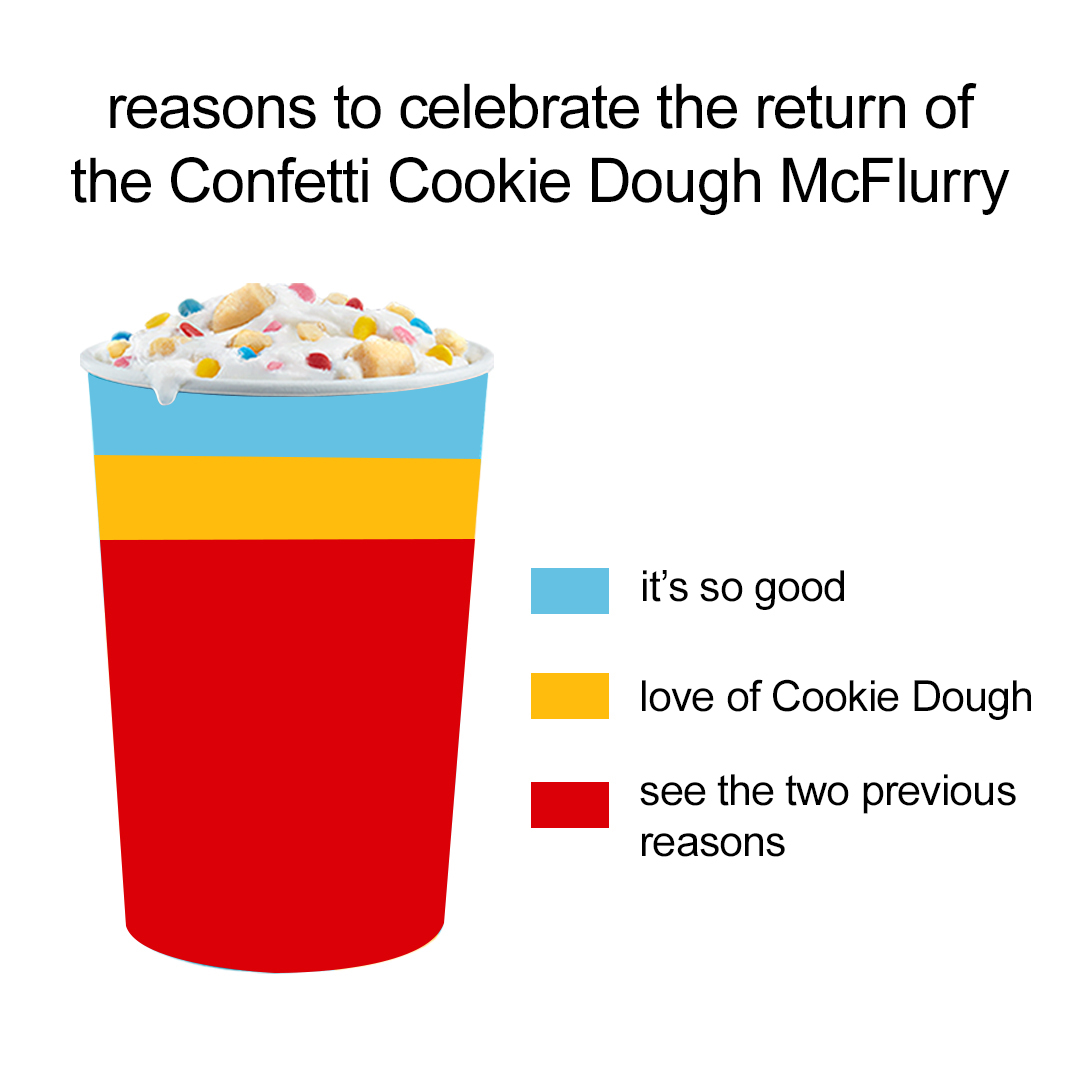 reasons to celebrate the return of
the Confetti Cookie Dough McFlurry
it’s so good
love of Cookie Dough
see the two previous
reasons